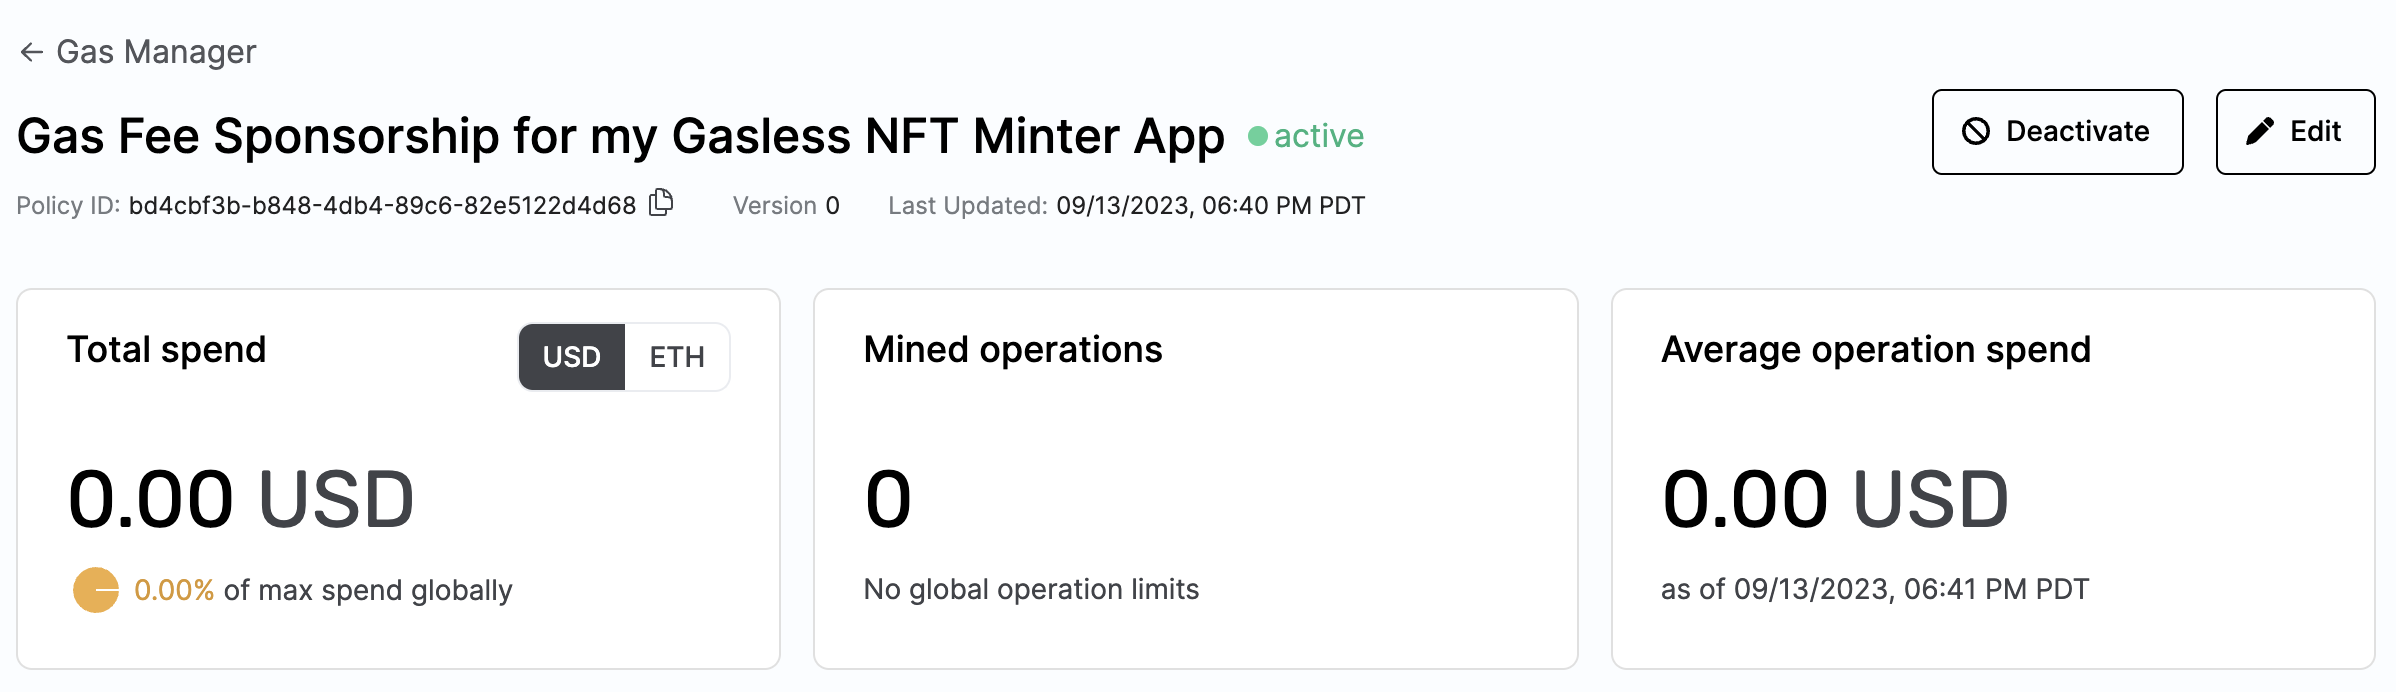 ← Gas Manager
Gas Fee Sponsorship for my Gasless NFT Minter App active
Deactivate
Edit
Policy ID: bd4cbf3b-b848-4db4-89c6-82e5122d4d68 Version 0 Last Updated: 09/13/2023, 06:40 PM PDT
Total spend
USD ETH
0.00 USD
0.00% of max spend globally
Mined operations
0
No global operation limits
Average operation spend
0.00 USD
as of 09/13/2023, 06:41 PM PDT